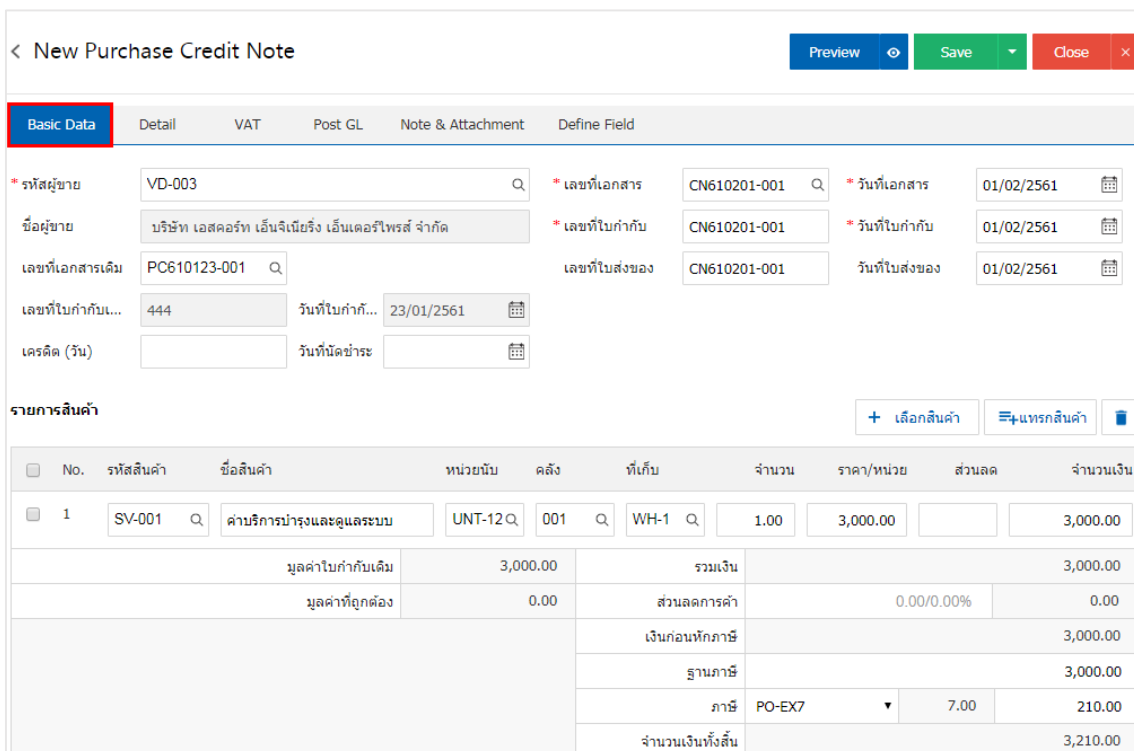 New Purchase Credit Note Preview Save Close
Basic Data Detail VAT Post GL Note & Attachment Define Field
* รหัสผู้ขาย VD-003 * เลขที่เอกสาร CN610201-001 * วันที่เอกสาร 01/02/2561
ชื่อผู้ขาย บริษัท เอสคอร์ท เอ็นจิเนียริ่ง เอ็นเตอร์ไพรส์ จำกัด * เลขที่ใบกำกับ CN610201-001 * วันที่ใบกำกับ 01/02/2561
เลขที่เอกสารเดิม PC610123-001 เลขที่ใบส่งของ CN610201-001 วันที่ใบส่งของ 01/02/2561
เลขที่ใบกำกับเ... 444 วันที่ใบกำกั... 23/01/2561
เครดิต (วัน) วันที่นัดชำระ
รายการสินค้า + เลือกสินค้า แทรกสินค้า
No. รหัสสินค้า ชื่อสินค้า หน่วยนับ คลัง ที่เก็บ จำนวน ราคา/หน่วย ส่วนลด จำนวนเงิน
1 SV-001 ค่าบริการบำรุงและดูแลระบบ UNT-12 001 WH-1 1.00 3,000.00 3,000.00
มูลค่าใบกำกับเดิม 3,000.00 รวมเงิน 3,000.00
มูลค่าที่ถูกต้อง 0.00 ส่วนลดการค้า 0.00/0.00% 0.00
เงินก่อนหักภาษี 3,000.00
ฐานภาษี 3,000.00
ภาษี PO-EX7 7.00 210.00
จำนวนเงินทั้งสิ้น 3,210.00